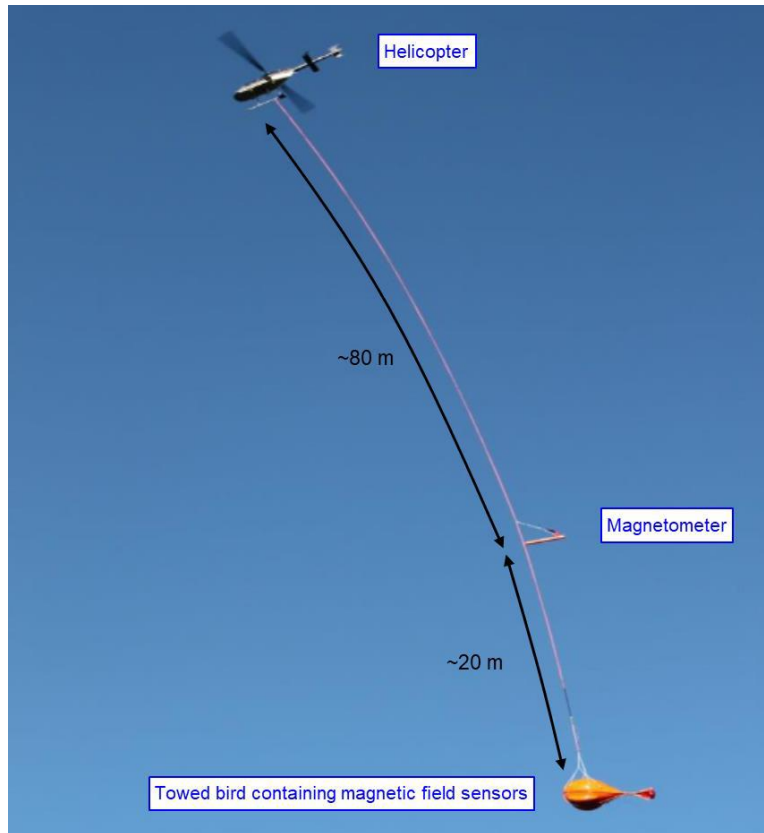 Helicopter
~80 m
Magnetometer
~20 m
Towed bird containing magnetic field sensors